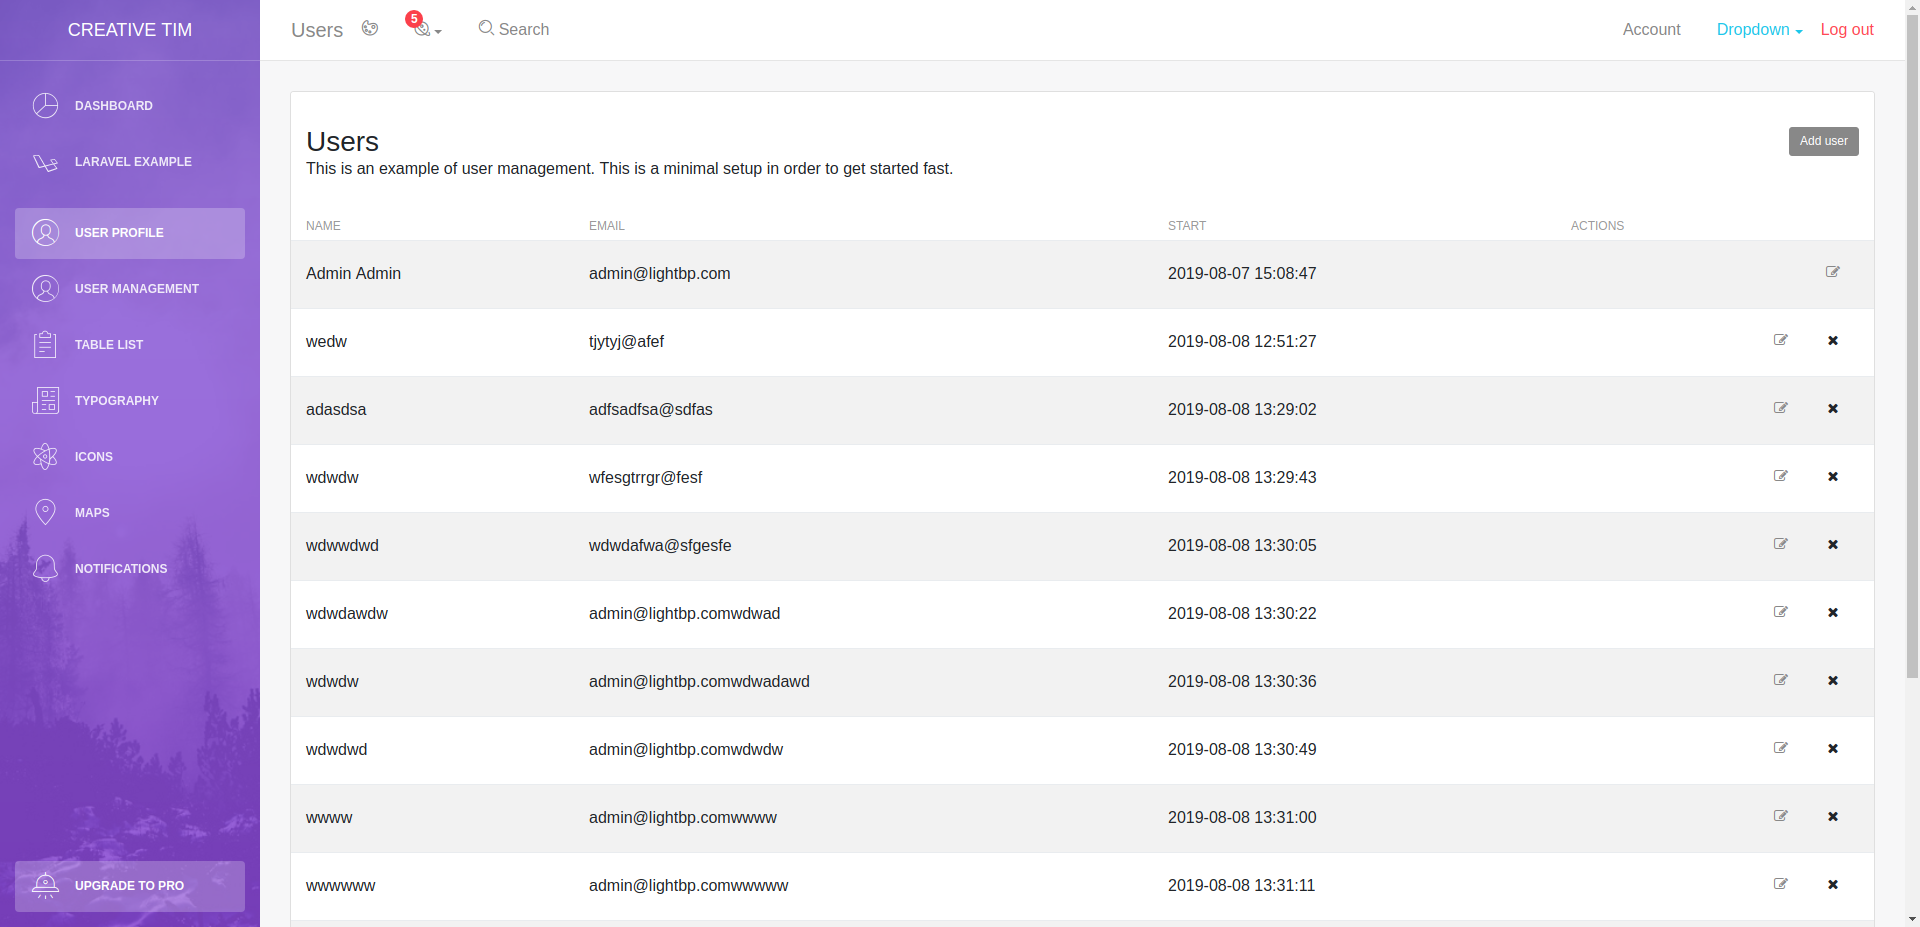 CREATIVE TIM
DASHBOARD
LARAVEL EXAMPLE
USER PROFILE
USER MANAGEMENT
TABLE LIST
TYPOGRAPHY
ICONS
MAPS
NOTIFICATIONS
UPGRADE TO PRO
Users 5 Search Account Dropdown Log out
Users
Add user
This is an example of user management. This is a minimal setup in order to get started fast.
NAME EMAIL START ACTIONS
Admin Admin admin@lightbp.com 2019-08-07 15:08:47
wedw tjytyj@afef 2019-08-08 12:51:27
adasdsa adfsadfsa@sdfas 2019-08-08 13:29:02
wdwdw wfesgtrrgr@fesf 2019-08-08 13:29:43
wdwwdwd wdwdafwa@sfgesfe 2019-08-08 13:30:05
wdwdawdw admin@lightbp.comwdwad 2019-08-08 13:30:22
wdwdw admin@lightbp.comwdwadawd 2019-08-08 13:30:36
wdwdwd admin@lightbp.comwdwdw 2019-08-08 13:30:49
wwww admin@lightbp.comwwww 2019-08-08 13:31:00
wwwwww admin@lightbp.comwwwww 2019-08-08 13:31:11